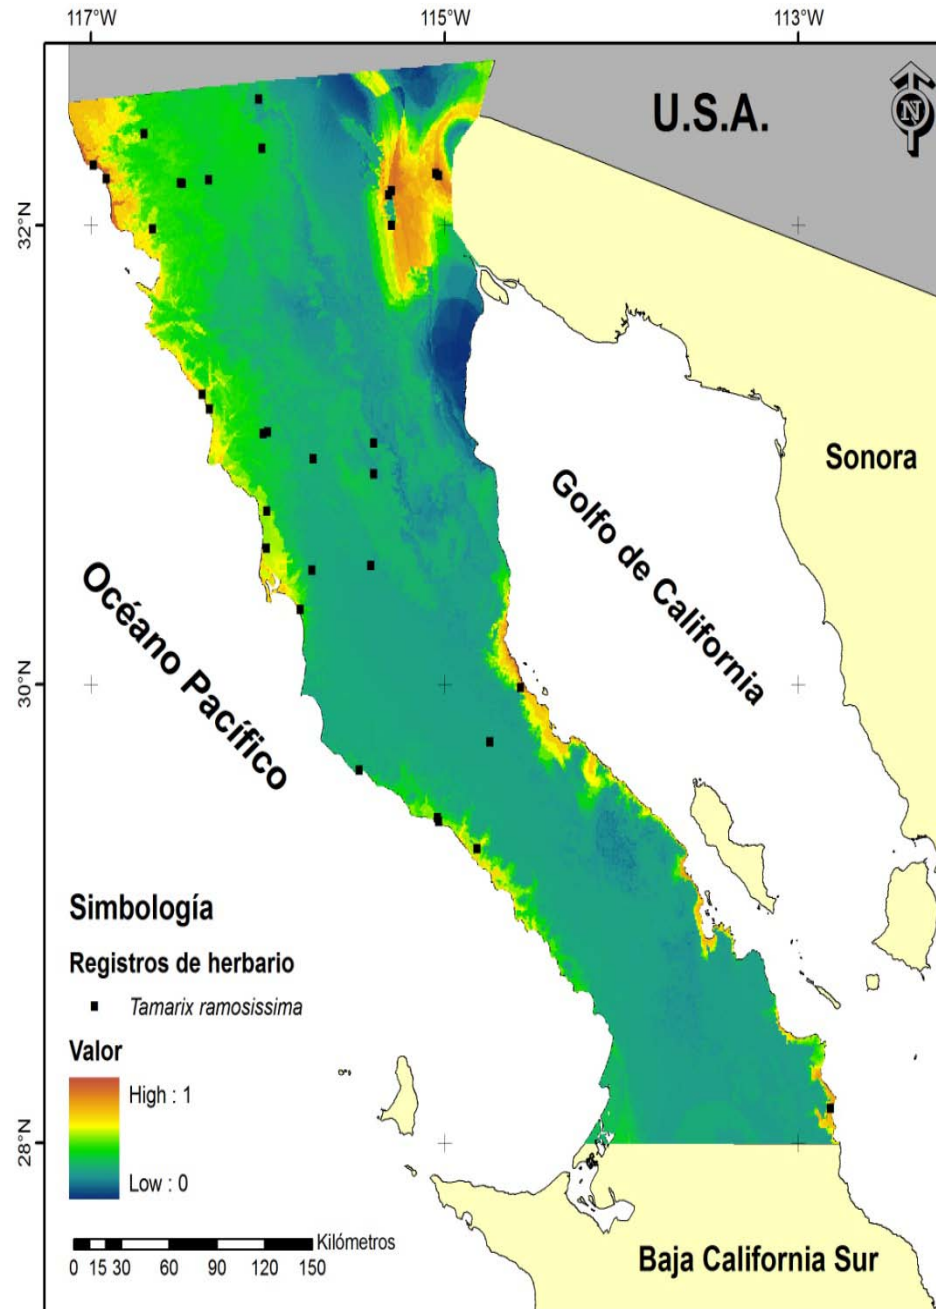 117°W
115°W
113°W
U.S.A.
N
32°N
Sonora
Golfo de California
Océano Pacífico
30°N
Simbología
Registros de herbario
Tamarix ramosissima
Valor
High : 1
Low : 0
28°N
Kilómetros
0 15 30 60 90 120 150
Baja California Sur